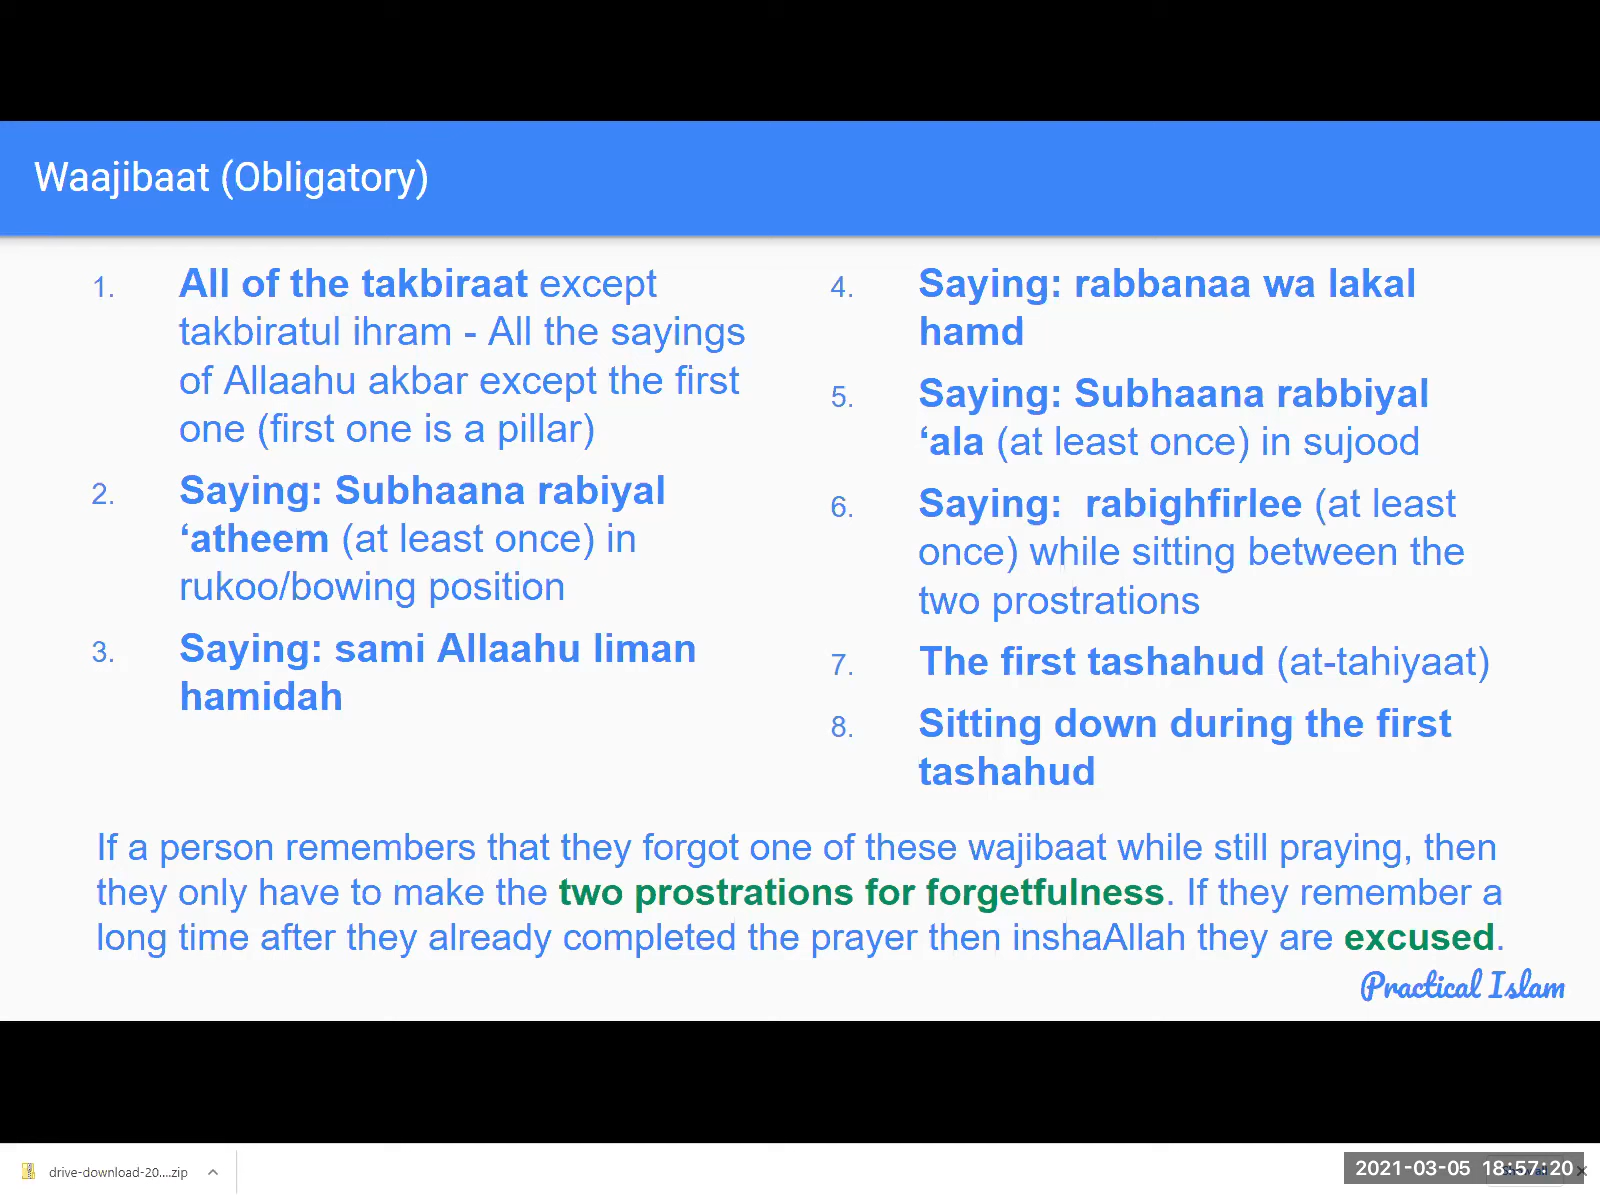 Waajibaat (Obligatory)
1. All of the takbiraat except
takbiratul ihram - All the sayings
of Allaahu akbar except the first
one (first one is a pillar)
2. Saying: Subhaana rabiyal
‘atheem (at least once) in
rukoo/bowing position
3. Saying: sami Allaahu liman
hamidah
4. Saying: rabbanaa wa lakal
hamd
5. Saying: Subhaana rabbiyal
‘ala (at least once) in sujood
6. Saying:  rabighfirlee (at least
once) while sitting between the
two prostrations
7. The first tashahud (at-tahiyaat)
8. Sitting down during the first
tashahud
If a person remembers that they forgot one of these wajibaat while still praying, then
they only have to make the two prostrations for forgetfulness. If they remember a
long time after they already completed the prayer then inshaAllah they are excused.
Practical Islam
drive-download-20....zip
2021-03-05 18:57:20